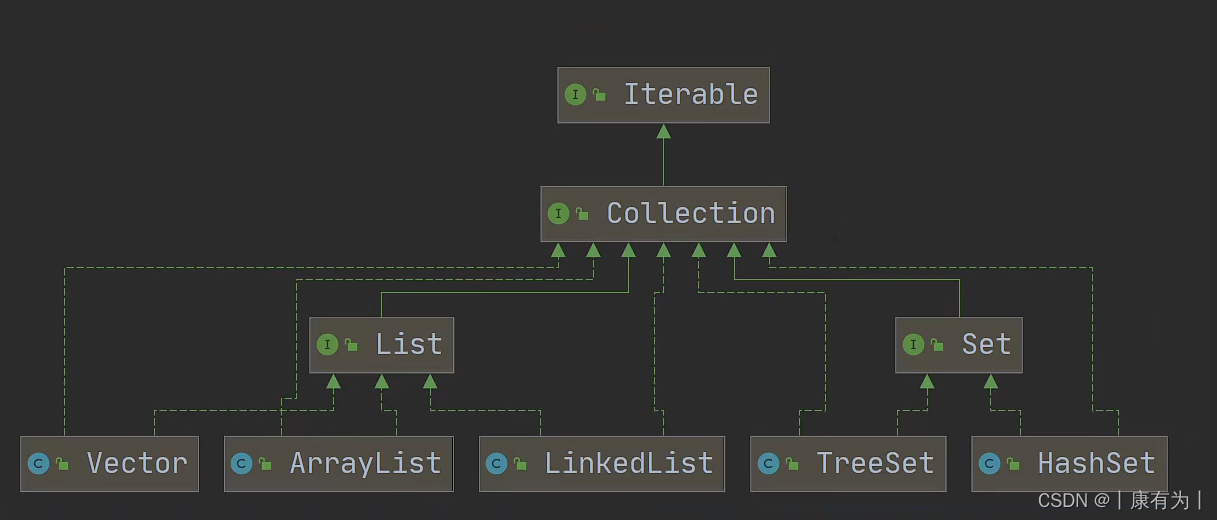 I Iterable
I Collection
I List
I Set
C Vector
C ArrayList
C LinkedList
C TreeSet
C HashSet
CSDN @丨康有为丨